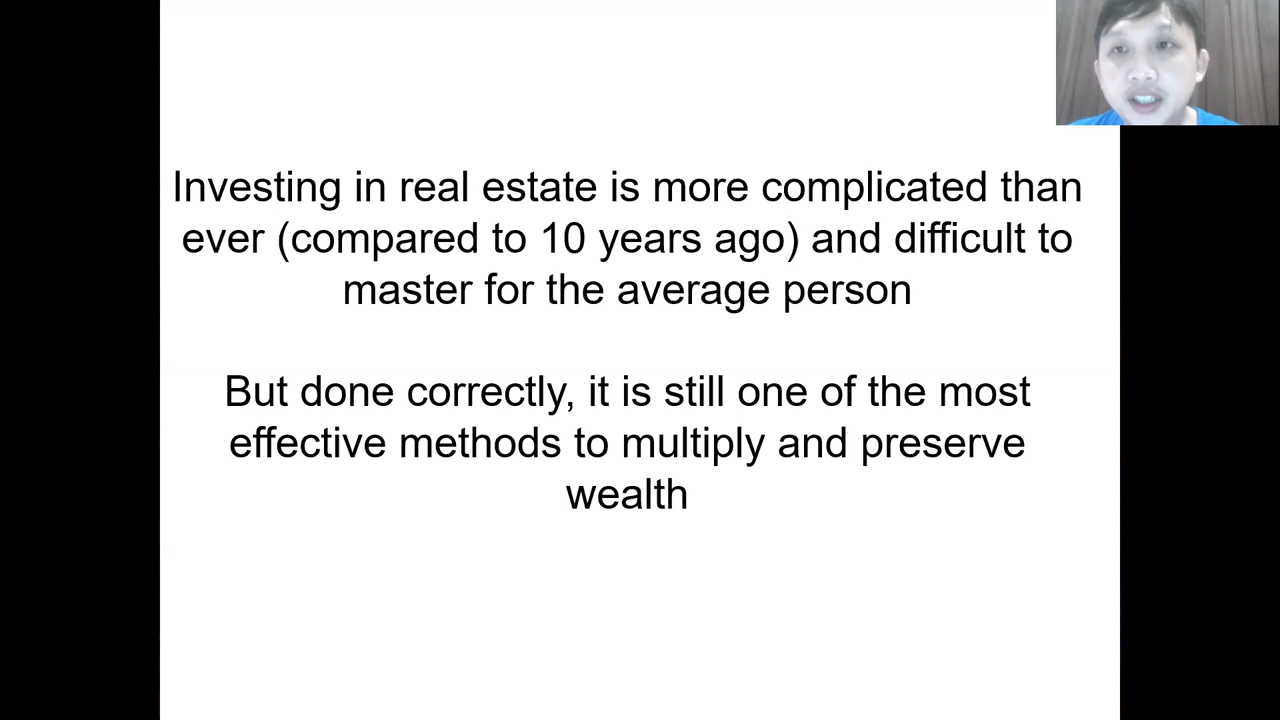 Investing in real estate is more complicated than
ever (compared to 10 years ago) and difficult to
master for the average person
But done correctly, it is still one of the most
effective methods to multiply and preserve
wealth